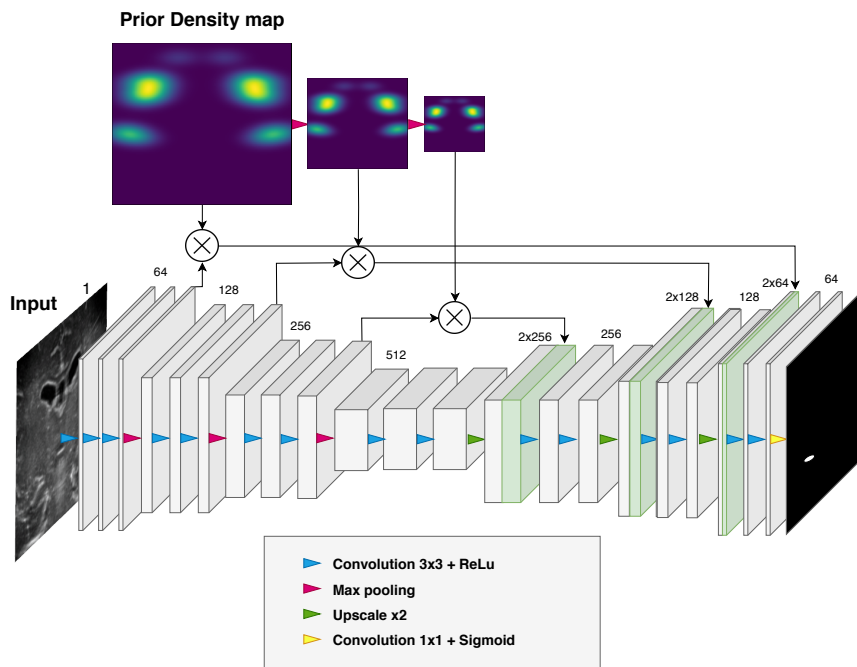 Prior Density map
Input
1
64
128
256
512
2x256
256
2x128
128
2x64
64
Convolution 3x3 + ReLu
Max pooling
Upscale x2
Convolution 1x1 + Sigmoid